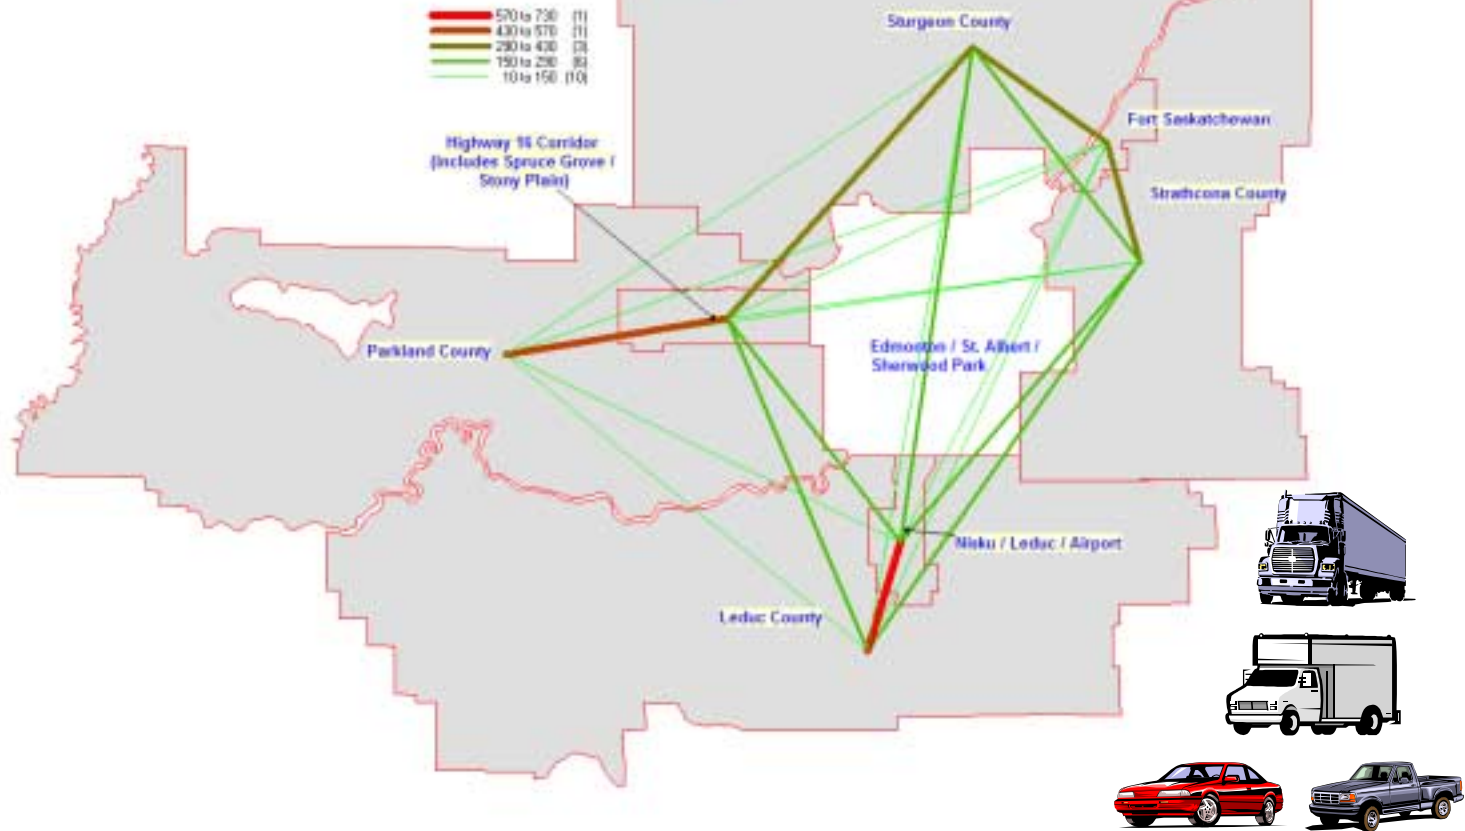 570 to 730 (1)
430 to 570 (1)
290 to 430 (3)
150 to 290 (6)
10 to 150 (10)
Sturgeon County
Fort Saskatchewan
Highway 16 Corridor
(Includes Spruce Grove /
Stony Plain)
Strathcona County
Parkland County
Edmonton / St. Albert /
Sherwood Park
Nisku / Leduc / Airport
Leduc County